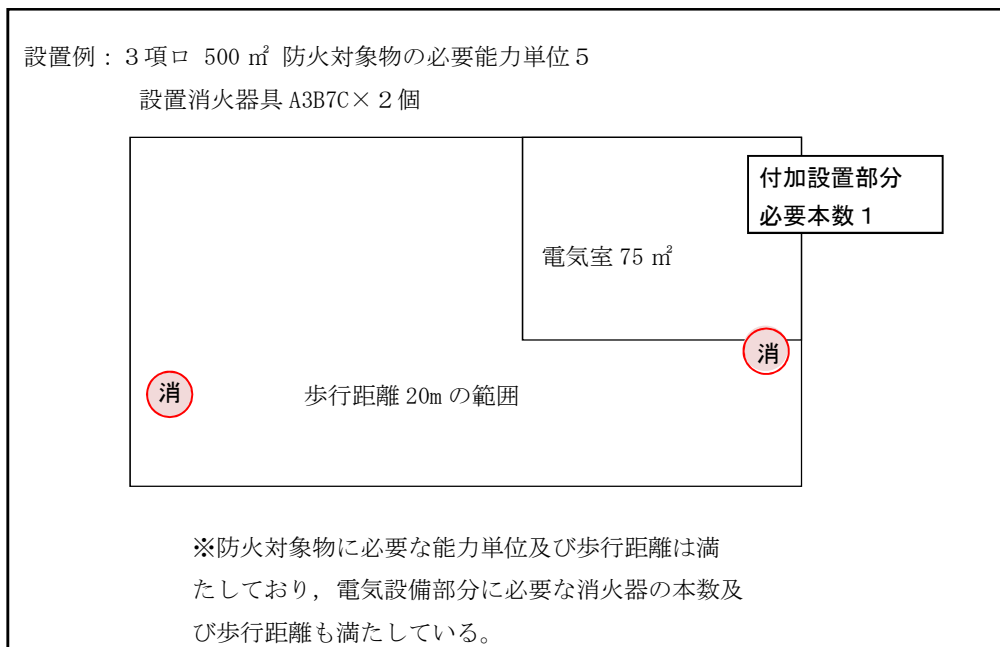 設置例：３項ロ 500 ㎡ 防火対象物の必要能力単位５
設置消火器具 A3B7C×２個
付加設置部分
必要本数１
電気室 75 ㎡
消
消
歩行距離 20m の範囲
※防火対象物に必要な能力単位及び歩行距離は満
たしており，電気設備部分に必要な消火器の本数及
び歩行距離も満たしている。